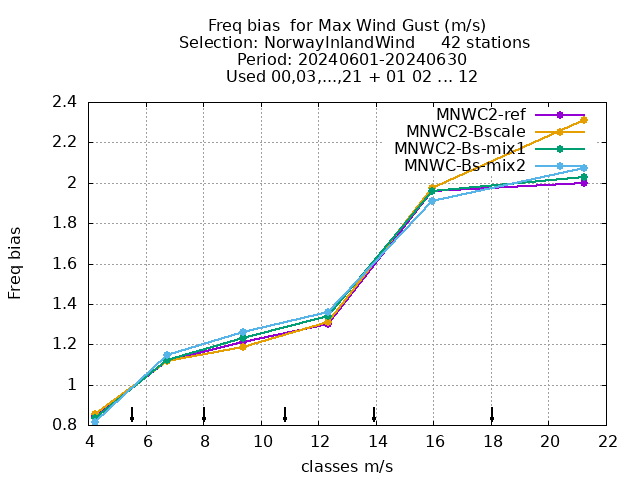 Freq bias  for Max Wind Gust (m/s)
Selection: NorwayInlandWind     42 stations
Period: 20240601-20240630
Used 00,03,...,21 + 01 02 ... 12
MNWC2-ref
MNWC2-Bscale
MNWC2-Bs-mix1
MNWC-Bs-mix2
Freq bias
2.4
2.2
2
1.8
1.6
1.4
1.2
1
0.8
4 6 8 10 12 14 16 18 20 22
classes m/s